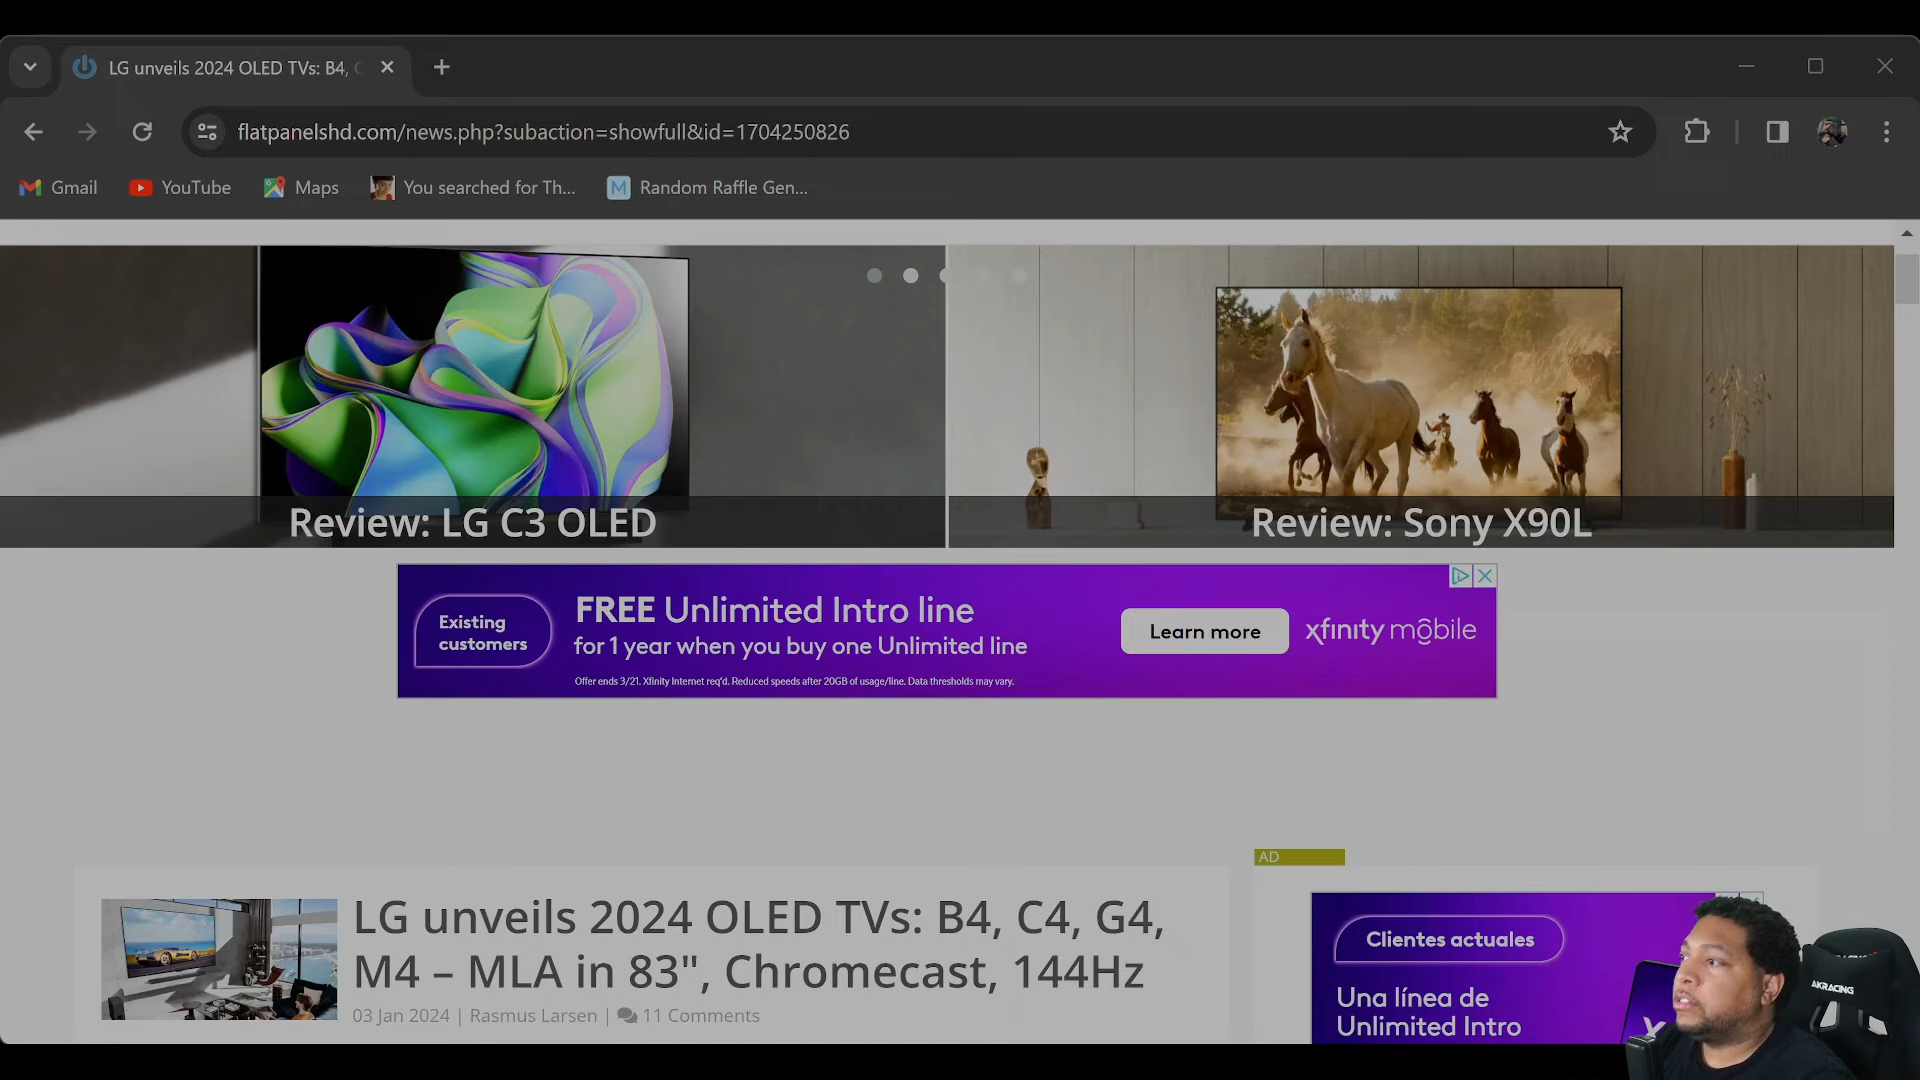 LG unveils 2024 OLED TVs: B4, C
flatpanelshd.com/news.php?subaction=showfull&id=1704250826
Gmail
YouTube
Maps
You searched for Th...
M
Random Raffle Gen...
Review: LG C3 OLED
Review: Sony X90L
Existing
customers
FREE Unlimited Intro line
for 1 year when you buy one Unlimited line
Offer ends 3/21. Xfinity Internet req'd. Reduced speeds after 20GB of usage/line. Data thresholds may vary.
Learn more
xfinity mobile
AD
LG unveils 2024 OLED TVs: B4, C4, G4,
M4 – MLA in 83", Chromecast, 144Hz
03 Jan 2024 | Rasmus Larsen | 11 Comments
Clientes actuales
Una línea de
Unlimited Intro
AKRACING